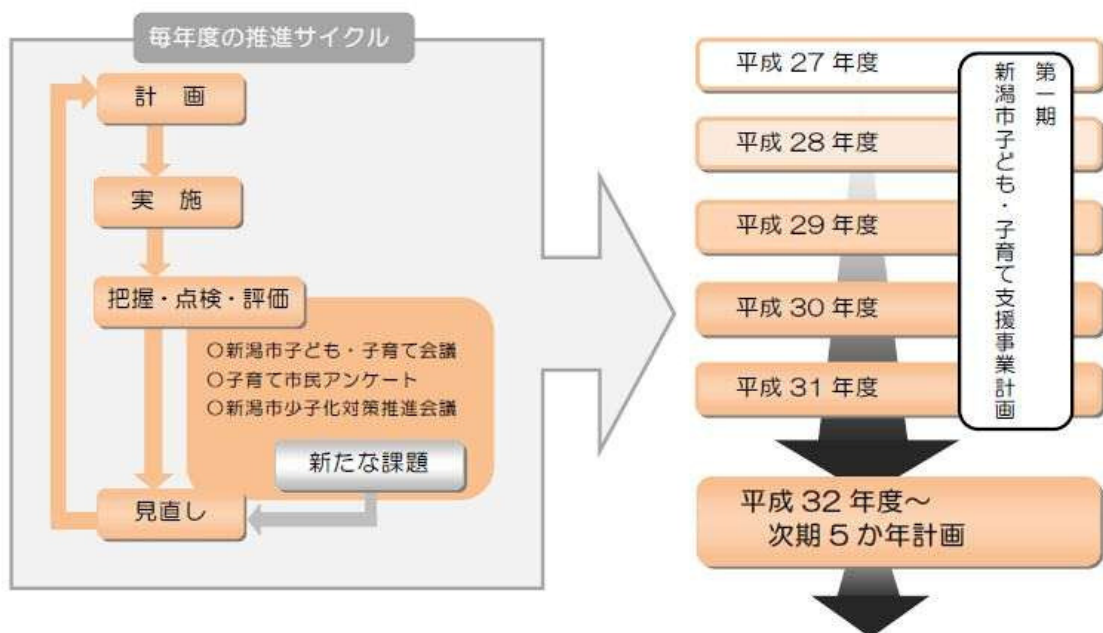 毎年度の推進サイクル
計　画
実　施
把握・点検・評価
○新潟市子ども・子育て会議
○子育て市民アンケート
○新潟市少子化対策推進会議
新たな課題
見直し
平成 27 年度
平成 28 年度
平成 29 年度
平成 30 年度
平成 31 年度
第一期
新潟市子ども・子育て支援事業計画
平成 32 年度～
次期 5 か年計画